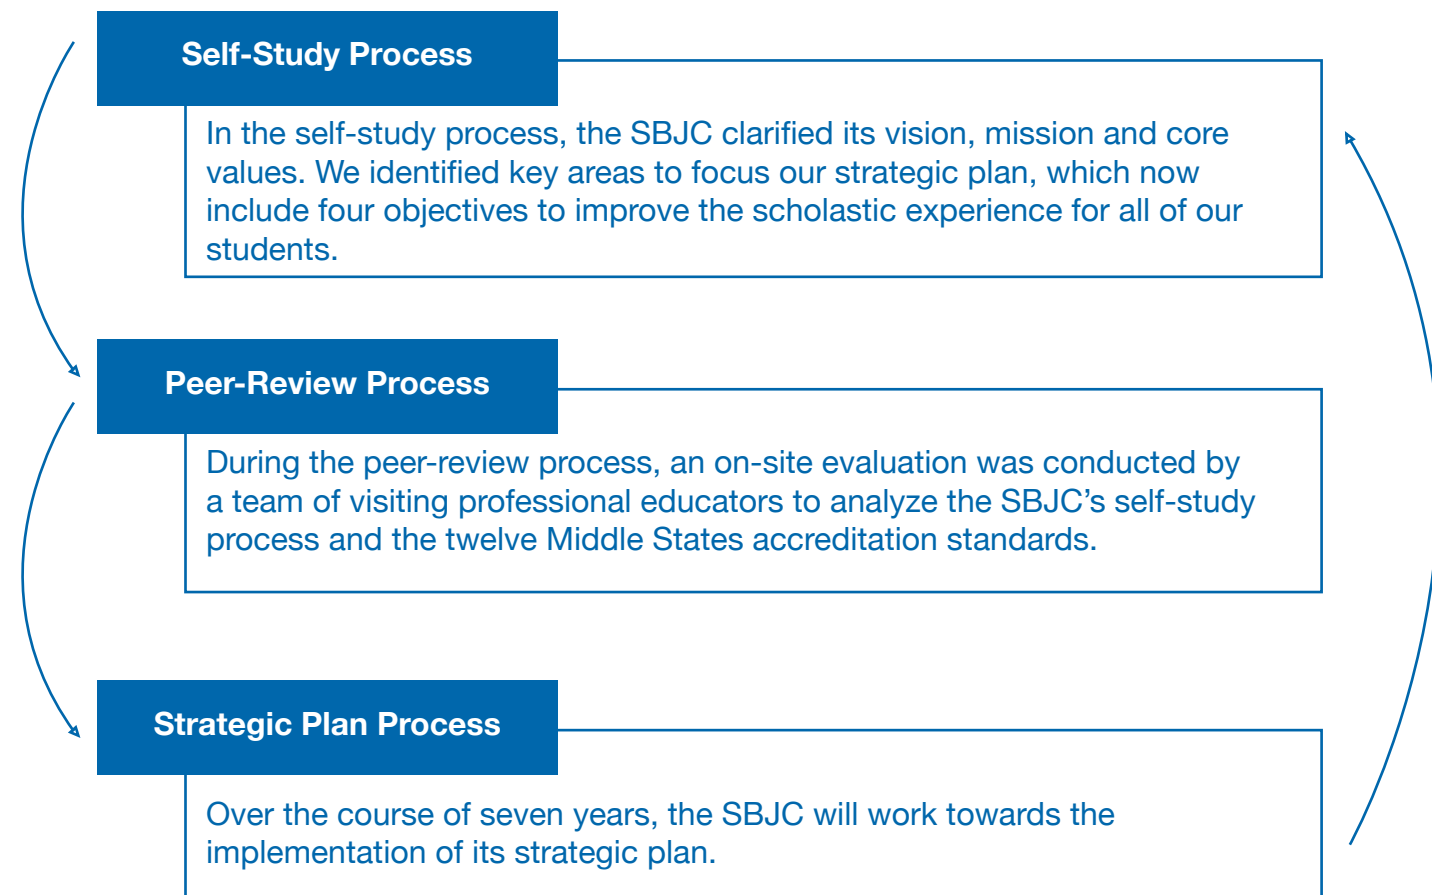 Self-Study Process
In the self-study process, the SBJC clarified its vision, mission and core
values. We identified key areas to focus our strategic plan, which now
include four objectives to improve the scholastic experience for all of our
students.
Peer-Review Process
During the peer-review process, an on-site evaluation was conducted by
a team of visiting professional educators to analyze the SBJC’s self-study
process and the twelve Middle States accreditation standards.
Strategic Plan Process
Over the course of seven years, the SBJC will work towards the
implementation of its strategic plan.